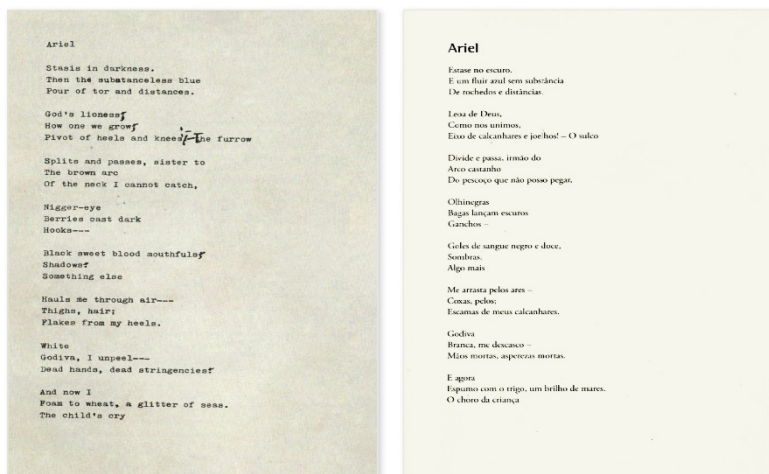 Ariel
Stasis in darkness.
Then the substanceless blue
Pour of tor and distances.
God's lioness,
How one we grow,
Pivot of heels and knees!—The furrow
Splits and passes, sister to
The brown arc
Of the neck I cannot catch,
Nigger-eye
Berries cast dark
Hooks---
Black sweet blood mouthfuls,
Shadows.
Something else
Hauls me through air---
Thighs, hair;
Flakes from my heels.
White
Godiva, I unpeel---
Dead hands, dead stringencies.
And now I
Foam to wheat, a glitter of seas.
The child's cry
Ariel
Estase no escuro.
E um fluir azul sem substância
De rochedos e distâncias.
Leoa de Deus,
Como nos unimos,
Eixo de calcanhares e joelhos! – O sulco
Divide e passa, irmão do
Arco castanho
Do pescoço que não posso pegar,
Olhinegras
Bagas lançam escuros
Ganchos –
Goles de sangue negro e doce,
Sombras.
Algo mais
Me arrasta pelos ares –
Coxas, pelos;
Escamas de meus calcanhares.
Godiva
Branca, me descasco –
Mãos mortas, asperezas mortas.
E agora
Espumo com o trigo, um brilho de mares.
O choro da criança